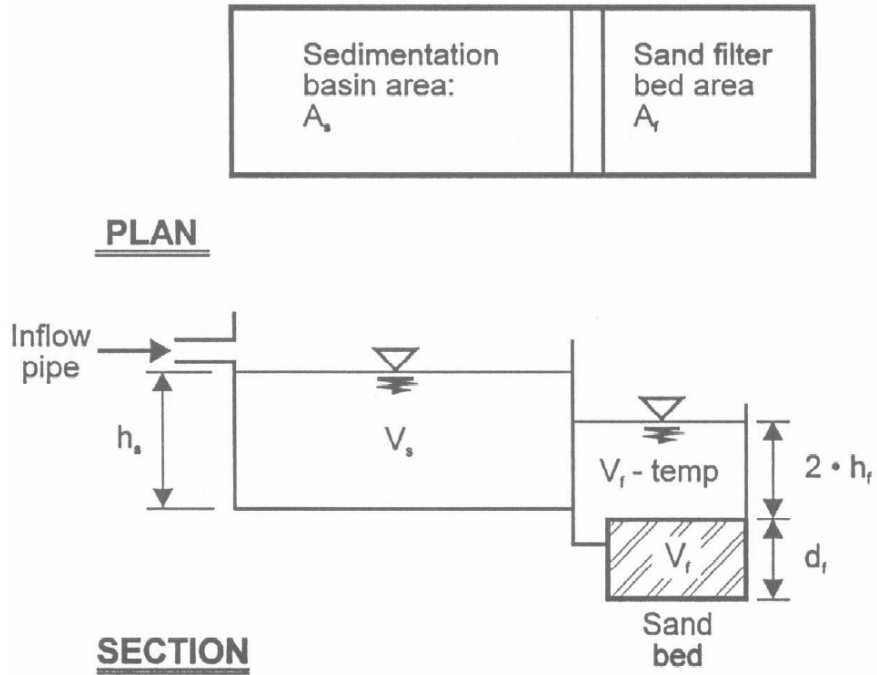 Sedimentation
basin area:
Aₛ
Sand filter
bed area
A_f
PLAN
Inflow
pipe
hₛ
Vₛ
V_f - temp
2 • h_f
V_f
d_f
Sand
bed
SECTION